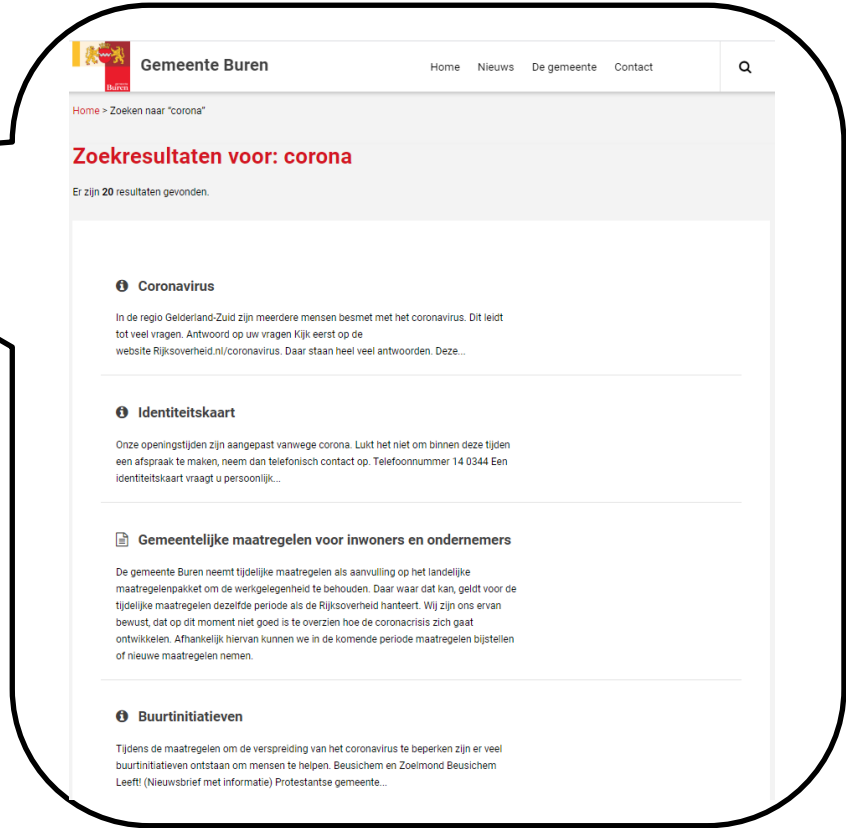 Gemeente Buren
Home Nieuws De gemeente Contact
gemeente
Buren
Home > Zoeken naar "corona"
Zoekresultaten voor: corona
Er zijn 20 resultaten gevonden.
Coronavirus
In de regio Gelderland-Zuid zijn meerdere mensen besmet met het coronavirus. Dit leidt
tot veel vragen. Antwoord op uw vragen Kijk eerst op de
website Rijksoverheid.nl/coronavirus. Daar staan heel veel antwoorden. Deze...
Identiteitskaart
Onze openingstijden zijn aangepast vanwege corona. Lukt het niet om binnen deze tijden
een afspraak te maken, neem dan telefonisch contact op. Telefoonnummer 14 0344 Een
identiteitskaart vraagt u persoonlijk...
Gemeentelijke maatregelen voor inwoners en ondernemers
De gemeente Buren neemt tijdelijke maatregelen als aanvulling op het landelijke
maatregelenpakket om de werkgelegenheid te behouden. Daar waar dat kan, geldt voor de
tijdelijke maatregelen dezelfde periode als de Rijksoverheid hanteert. Wij zijn ons ervan
bewust, dat op dit moment niet goed is te overzien hoe de coronacrisis zich gaat
ontwikkelen. Afhankelijk hiervan kunnen we in de komende periode maatregelen bijstellen
of nieuwe maatregelen nemen.
Buurtinitiatieven
Tijdens de maatregelen om de verspreiding van het coronavirus te beperken zijn er veel
buurtinitiatieven ontstaan om mensen te helpen. Beusichem en Zoelmond Beusichem
Leeft! (Nieuwsbrief met informatie) Protestantse gemeente...